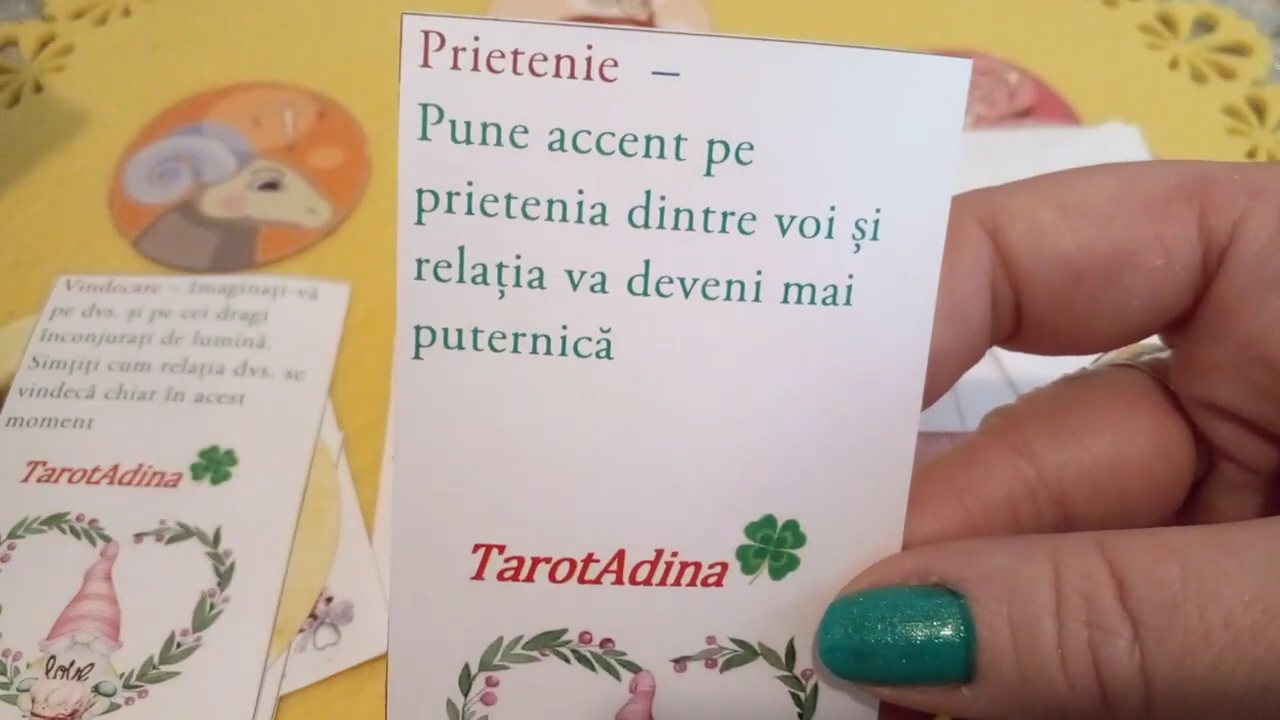 Prietenie –
Pune accent pe
prietenia dintre voi și
relația va deveni mai
puternică
TarotAdina
Vindecare – Imaginați-vă
pe dvs. și pe cei dragi
înconjurați de lumină.
Simțiți cum relația dvs. se
vindecă chiar în acest
moment
TarotAdina
love